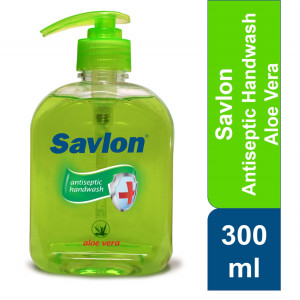 Savlon®
antiseptic
handwash
aloe vera
Savlon
Antiseptic Handwash
Aloe Vera
300
ml